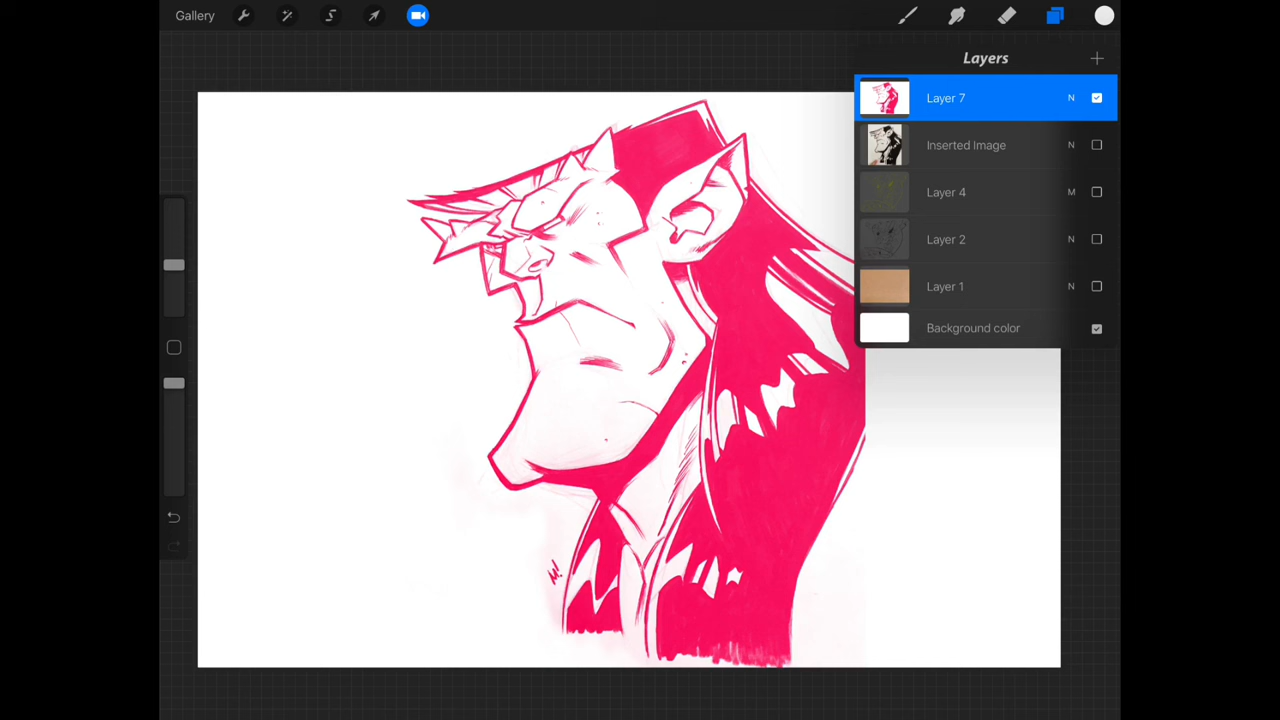 Gallery
Layers
Layer 7 N
Inserted Image N
Layer 4 M
Layer 2 N
Layer 1 N
Background color
M!